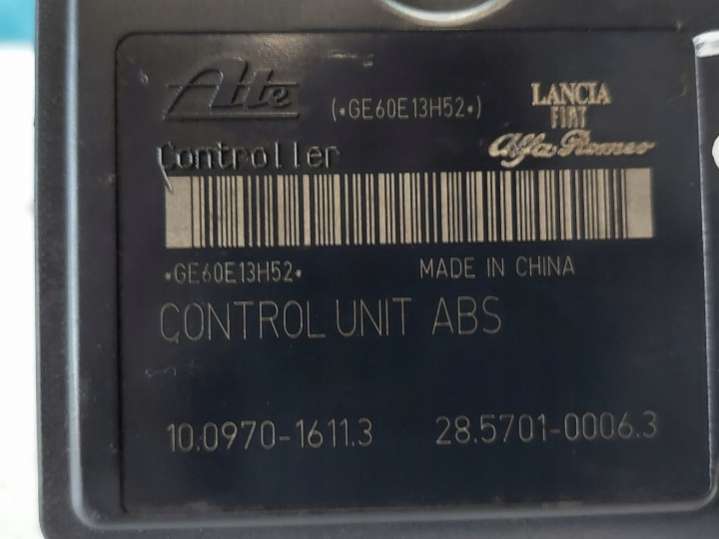 Alte (•GE60E13H52•) LANCIA
FIAT
Alfa Romeo
Controller
•GE60E13H52• MADE IN CHINA
CONTROL UNIT ABS
10.0970-1611.3 28.5701-0006.3